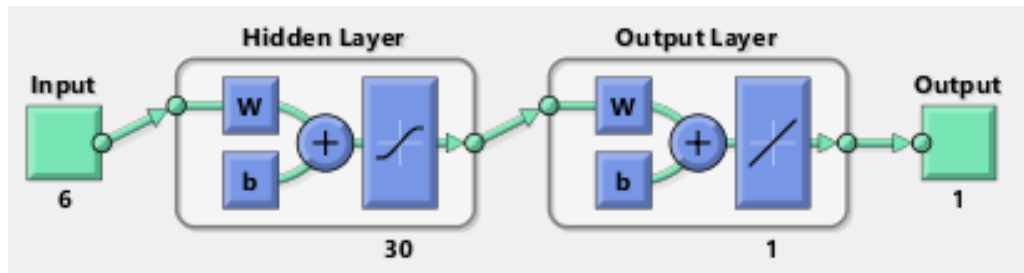 Hidden Layer
Output Layer
Input
Output
W
+
b
W
+
b
6
30
1
1